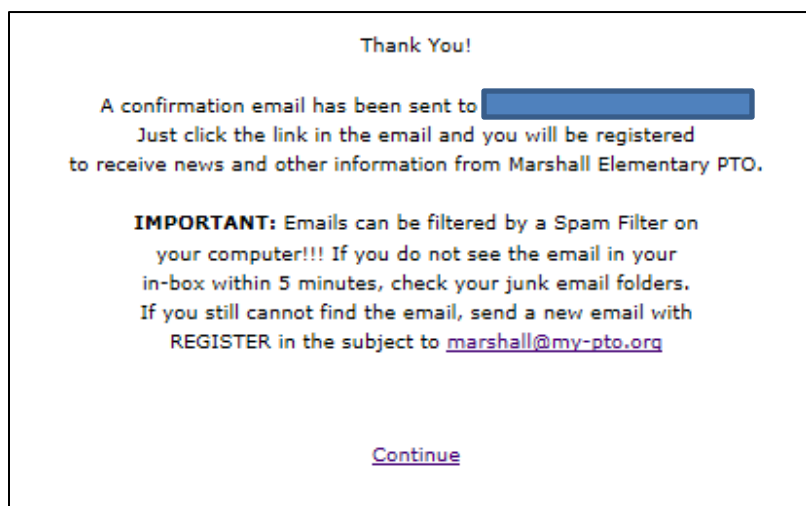 Thank You!
A confirmation email has been sent to
Just click the link in the email and you will be registered
to receive news and other information from Marshall Elementary PTO.
IMPORTANT: Emails can be filtered by a Spam Filter on
your computer!!! If you do not see the email in your
in-box within 5 minutes, check your junk email folders.
If you still cannot find the email, send a new email with
REGISTER in the subject to marshall@my-pto.org
Continue